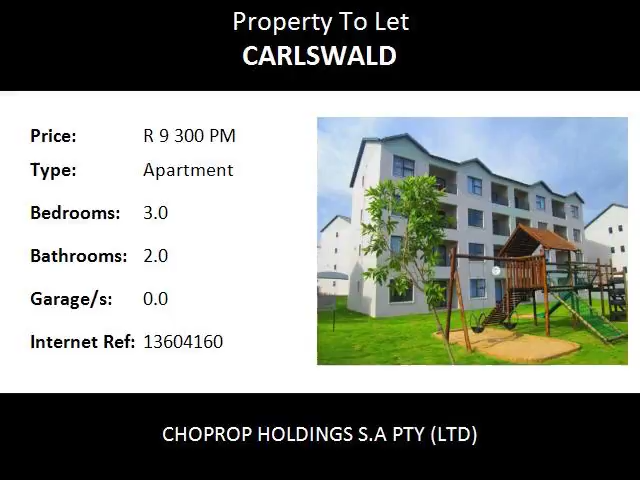 Property To Let
CARLSWALD
Price: R 9 300 PM
Type: Apartment
Bedrooms: 3.0
Bathrooms: 2.0
Garage/s: 0.0
Internet Ref: 13604160
CHOPROP HOLDINGS S.A PTY (LTD)